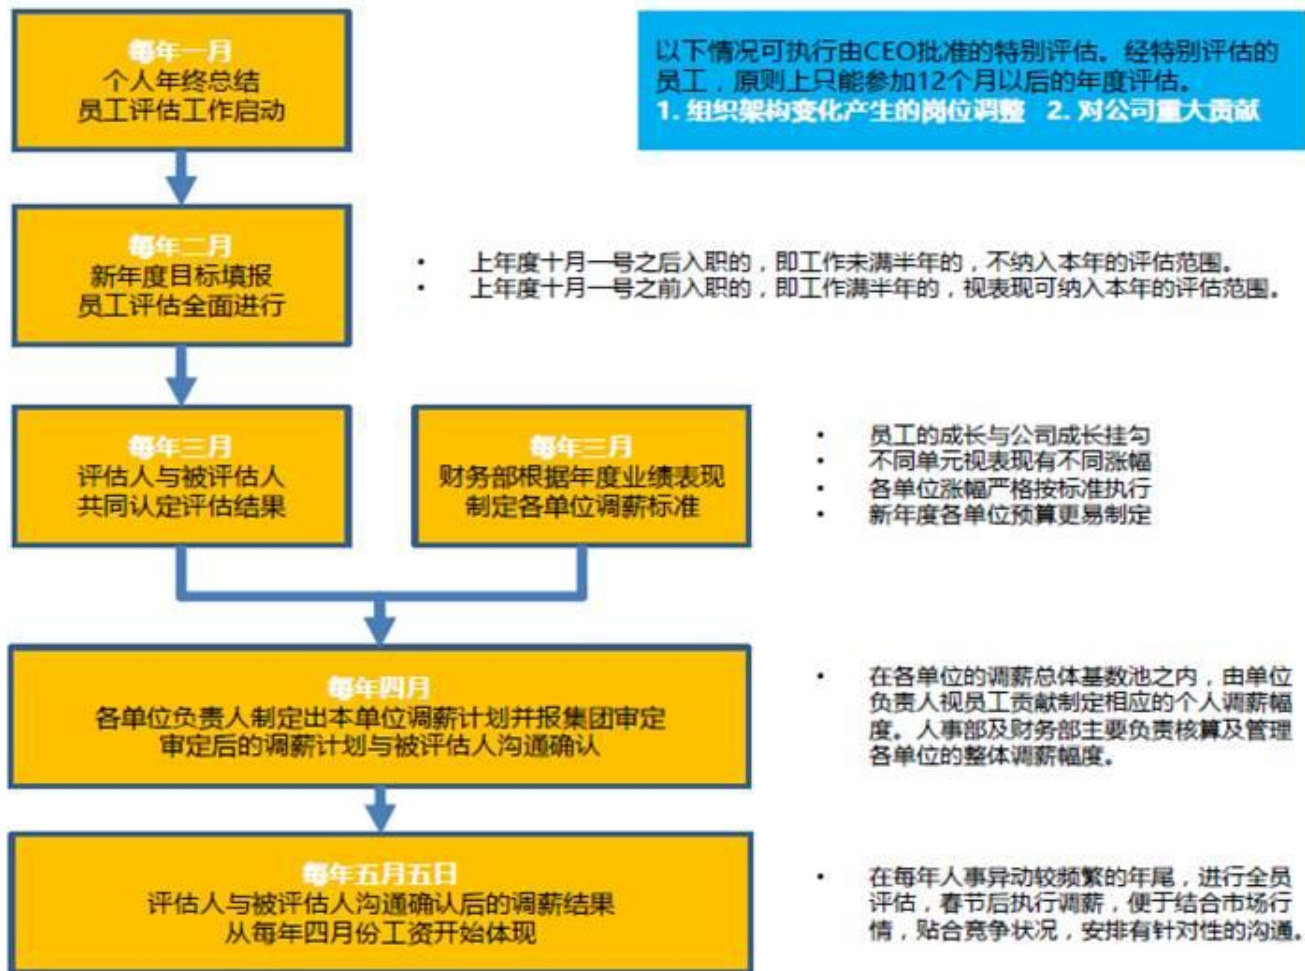 每年一月
个人年终总结
员工评估工作启动
以下情况可执行由CEO批准的特别评估。经特别评估的
员工，原则上只能参加12个月以后的年度评估。
1. 组织架构变化产生的岗位调整 2. 对公司重大贡献
每年二月
新年度目标填报
员工评估全面进行
• 上年度十月一号之后入职的，即工作未满半年的，不纳入本年的评估范围。
• 上年度十月一号之前入职的，即工作满半年的，视表现可纳入本年的评估范围。
每年三月
评估人与被评估人
共同认定评估结果
每年三月
财务部根据年度业绩表现
制定各单位调薪标准
• 员工的成长与公司成长挂勾
• 不同单元视表现有不同涨幅
• 各单位涨幅严格按标准执行
• 新年度各单位预算更易制定
每年四月
各单位负责人制定出本单位调薪计划并报集团审定
审定后的调薪计划与被评估人沟通确认
• 在各单位的调薪总体基数池之内，由单位
负责人视员工贡献制定相应的个人调薪幅
度。人事部及财务部主要负责核算及管理
各单位的整体调薪幅度。
每年五月五日
评估人与被评估人沟通确认后的调薪结果
从每年四月份工资开始体现
• 在每年人事异动较频繁的年尾，进行全员
评估，春节后执行调薪，便于结合市场行
情，贴合竞争状况，安排有针对性的沟通。